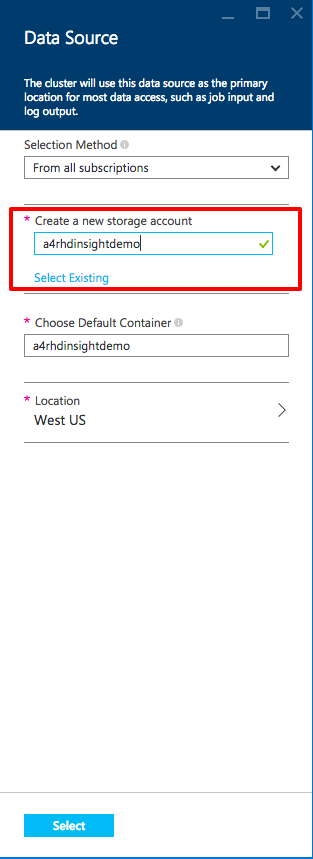 Data Source
The cluster will use this data source as the primary
location for most data access, such as job input and
log output.
Selection Method
From all subscriptions
* Create a new storage account
a4rhdinsightdemo
Select Existing
* Choose Default Container
a4rhdinsightdemo
* Location
West US
Select